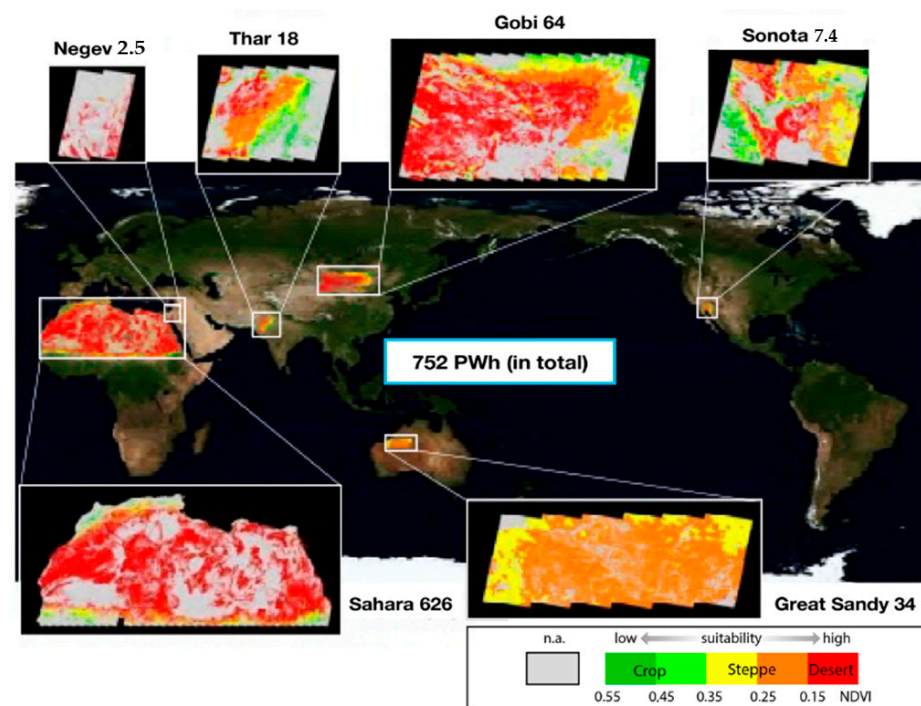 Negev 2.5
Thar 18
Gobi 64
Sonota 7.4
752 PWh (in total)
Sahara 626
Great Sandy 34
n.a.
low suitability high
Crop Steppe Desert
0.55 0,45 0.35 0.25 0.15 NDVI